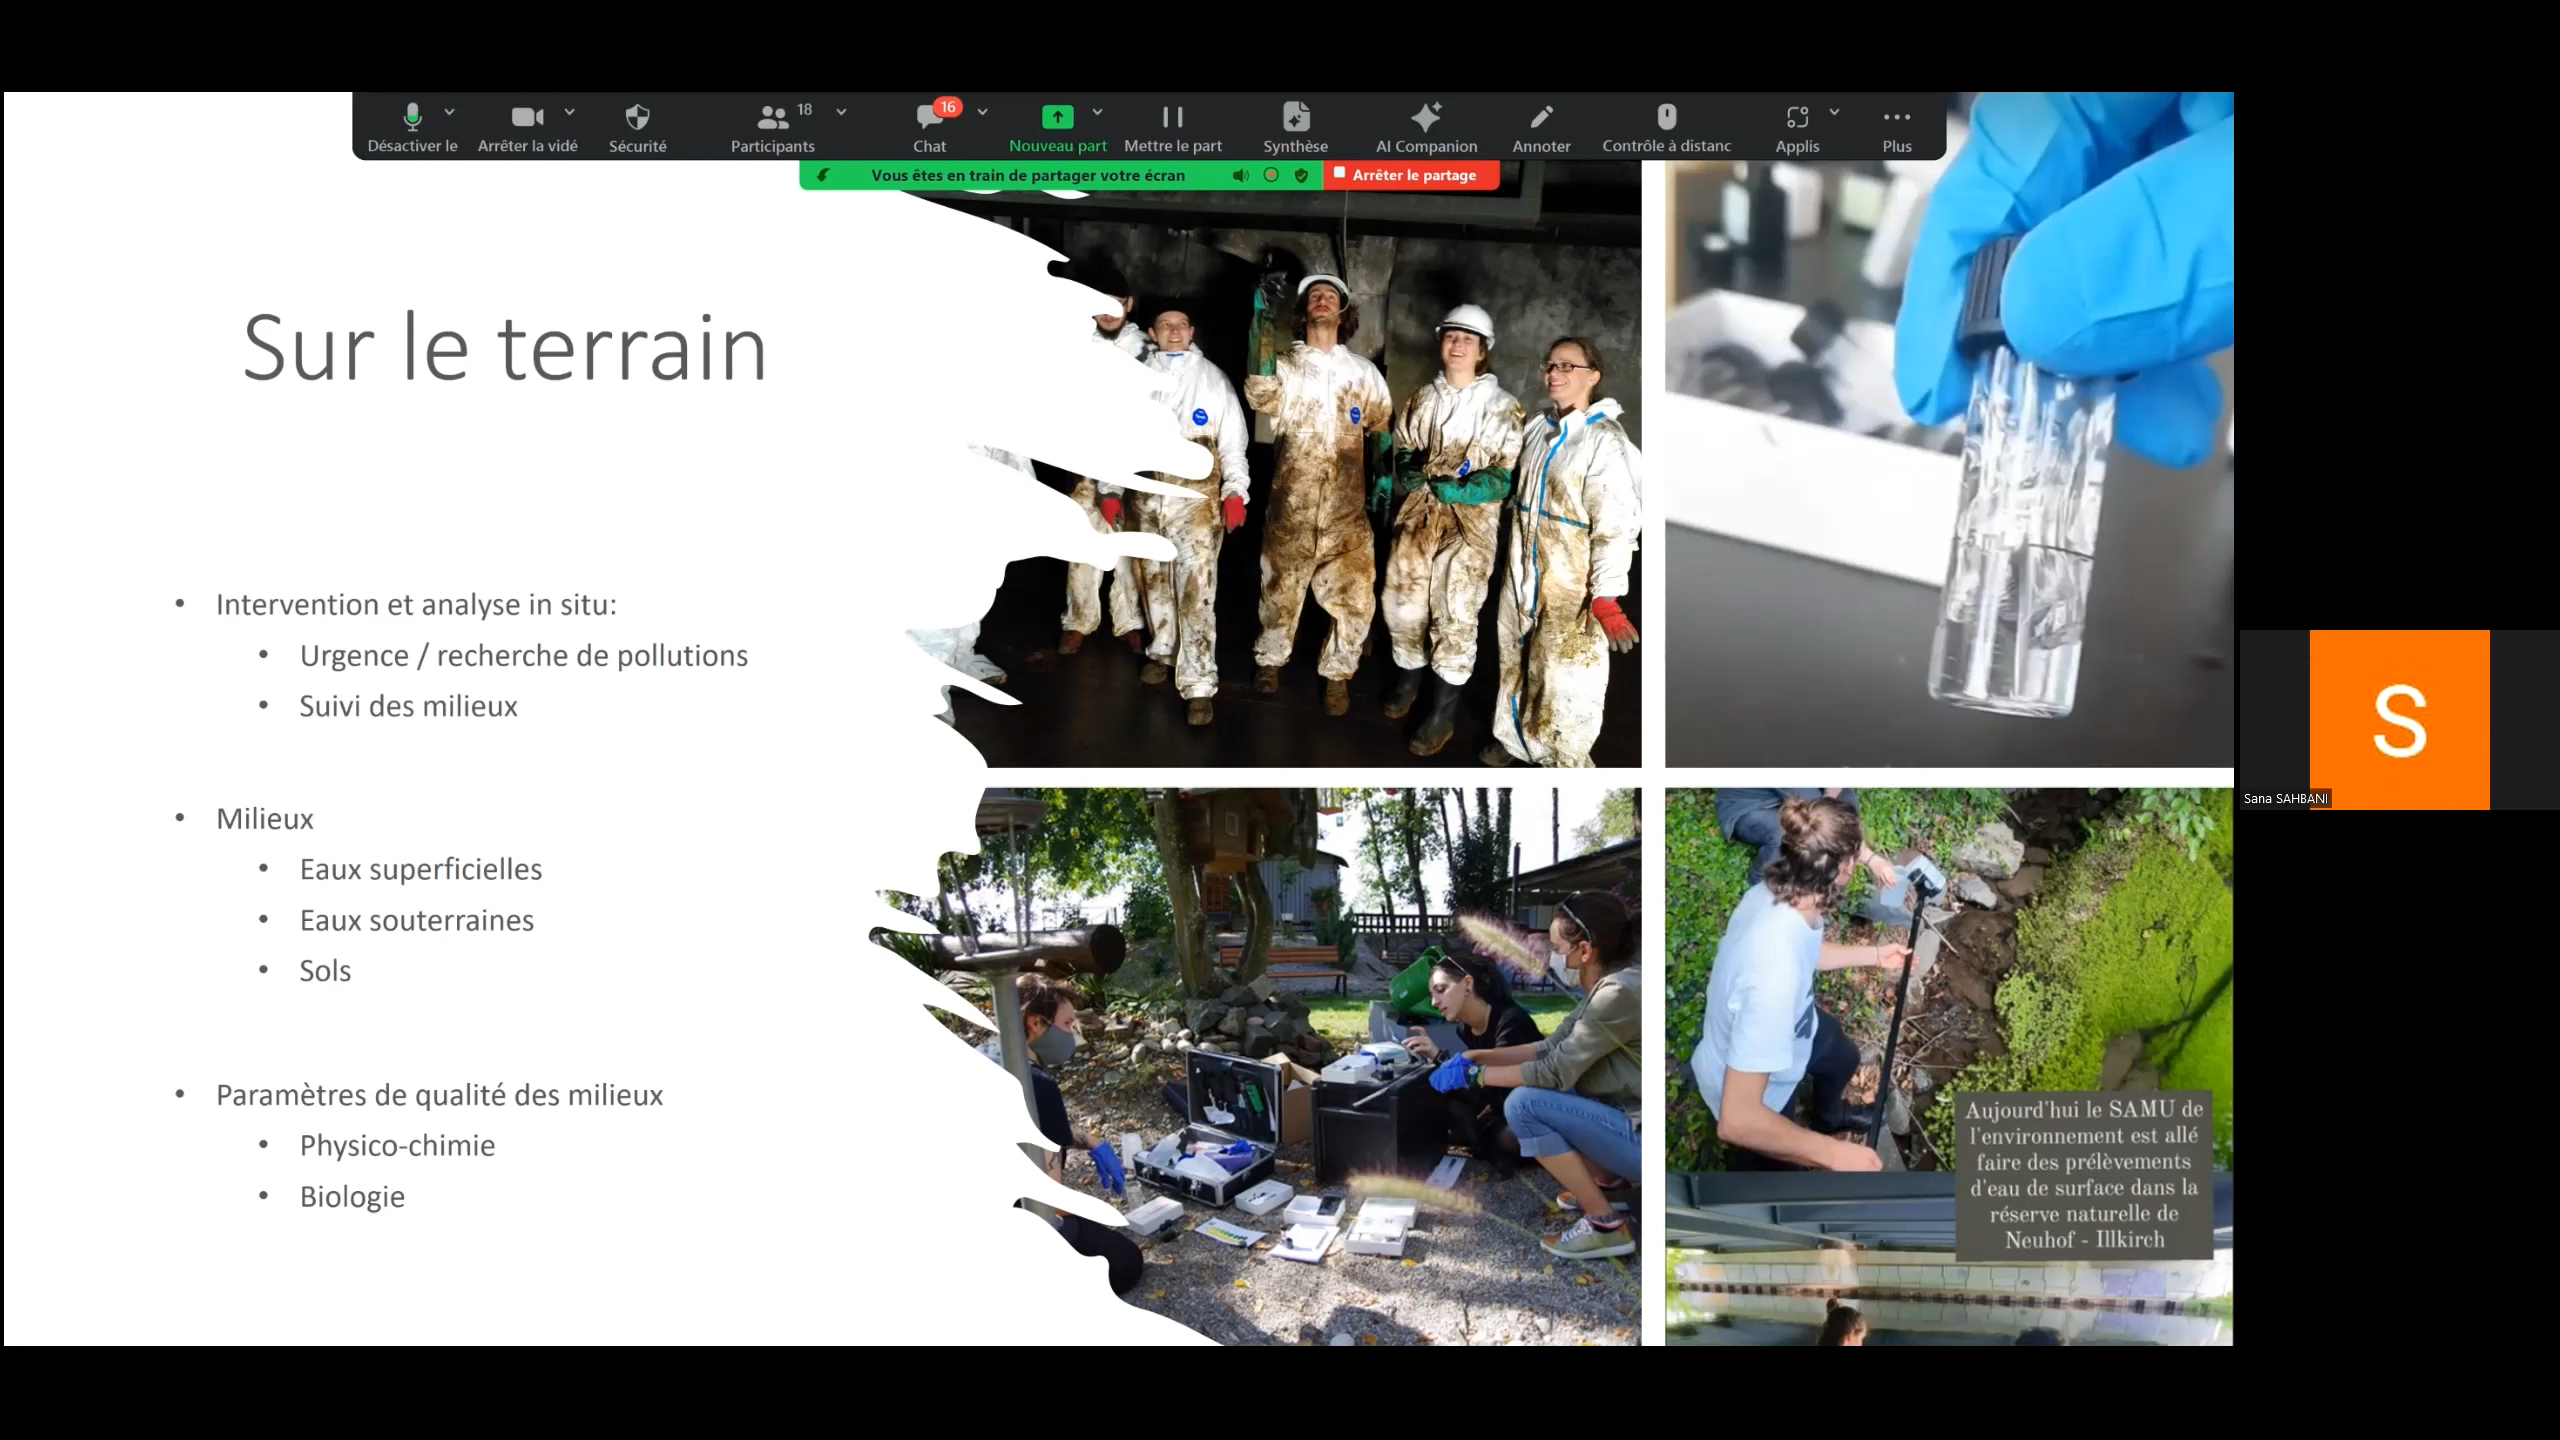 Désactiver le
Arrêter la vidé
Sécurité
18
Participants
16
Chat
Nouveau part
Mettre le part
Synthèse
AI Companion
Annoter
Contrôle à distanc
Applis
Plus
Vous êtes en train de partager votre écran
Arrêter le partage
Sur le terrain
• Intervention et analyse in situ:
• Urgence / recherche de pollutions
• Suivi des milieux
• Milieux
• Eaux superficielles
• Eaux souterraines
• Sols
• Paramètres de qualité des milieux
• Physico-chimie
• Biologie
Aujourd'hui le SAMU de
l'environnement est allé
faire des prélèvements
d'eau de surface dans la
réserve naturelle de
Neuhof - Illkirch
S
Sana SAHBANI